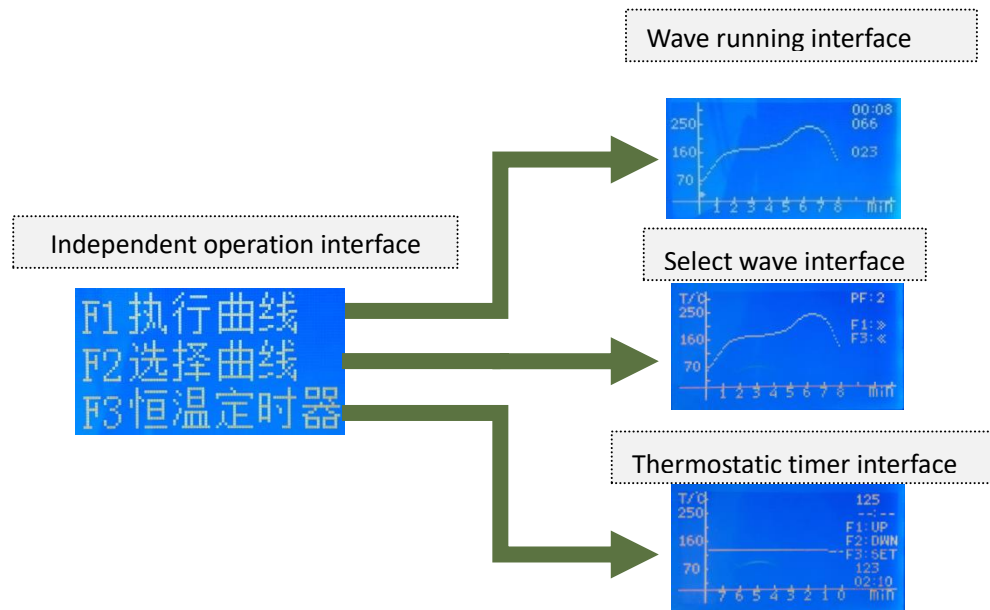 Wave running interface
00:08
250
066
160
023
70
1 2 3 4 5 6 7 8 min
Independent operation interface
F1执行曲线
F2选择曲线
F3恒温定时器
Select wave interface
T/C
PF:2
250
F1:»
160
F3:«
70
1 2 3 4 5 6 7 8 min
Thermostatic timer interface
T/C
125
250
--:--
F1:UP
160
F2:DWN
F3:SET
70
123
02:10
7 6 5 4 3 2 1 0 min